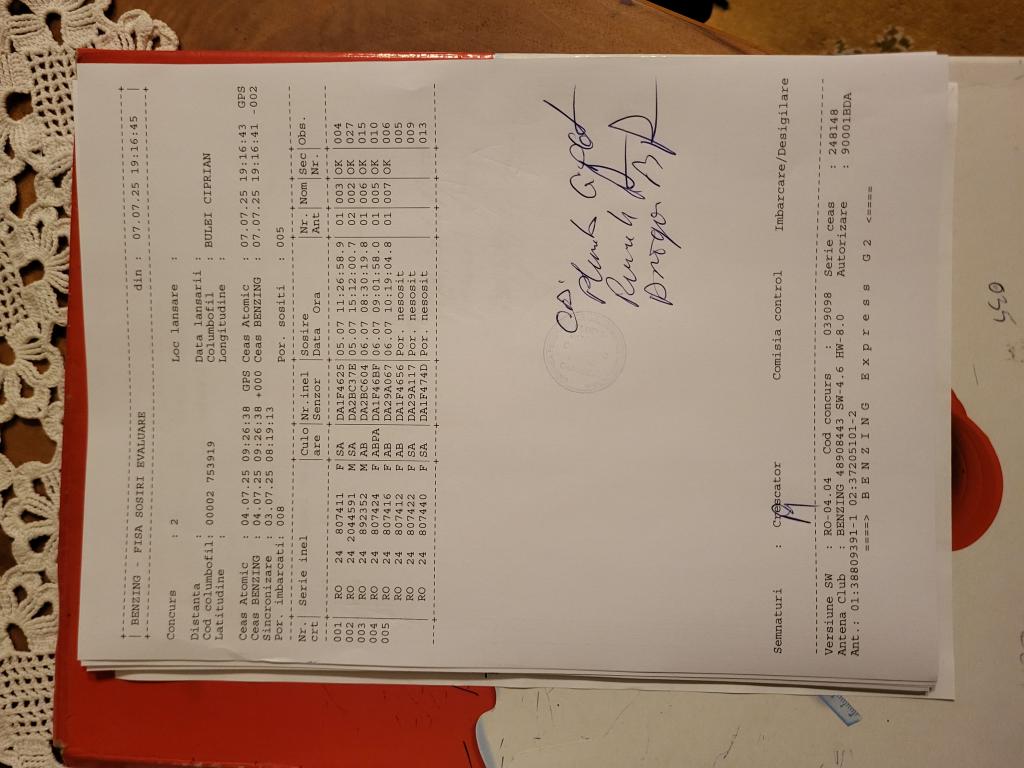 | BENZING - FISA SOSIRI EVALUARE din : 07.07.25 19:16:45 |
Concurs : 2 Loc lansare :
Distanta : Data lansarii :
Cod columbofil: 00002 753919 Columbofil : BULEI CIPRIAN
Latitudine : Longitudine :
Ceas Atomic : 04.07.25 09:26:38 GPS Ceas Atomic : 07.07.25 19:16:43 GPS
Ceas BENZING : 04.07.25 09:26:38 +000 Ceas BENZING : 07.07.25 19:16:41 -002
Sincronizare : 03.07.25 08:19:13
Por. imbarcati: 008 Por. sositi : 005
Nr.| Serie inel |Culo|Nr.inel |Sosire |Nr. |Nom|Sec|Obs.
crt| |are |Senzor |Data Ora |Ant | |Nr.|
001 RO 24 807411 F SA DA1F4625 05.07 11:26:58.9 01 003 OK 004
002 RO 24 2044591 M SA DA2BC37E 05.07 15:12:00.7 02 002 OK 027
003 RO 24 892352 M AB DA2BC604 06.07 08:30:19.8 01 006 OK 015
004 RO 24 807424 F ABPA DA1F46BF 06.07 09:01:58.0 01 005 OK 010
005 RO 24 807416 F AB DA29A067 06.07 10:19:04.8 01 007 OK 006
RO 24 807412 F AB DA1F4656 Por. nesosit 005
RO 24 807422 F SA DA29A117 Por. nesosit 009
RO 24 807440 F SA DA1F474D Por. nesosit 013
Semnaturi : Crescator Comisia control Imbarcare/Desigilare
Versiune SW : RO-04.04 Cod concurs : 039098 Serie ceas : 248148
Antena Club : BENZING 48908443 SW-4.6 HW-8.0 Autorizare : 90001BDA
Ant.: 01:38809391-1 02:37205101-2
====> B E N Z I N G E x p r e s s G 2 <====